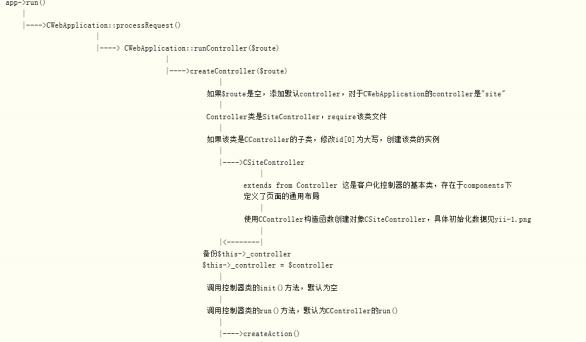 app->run()
|
|---->CWebApplication::processRequest()
|
|----> CWebApplication::runController($route)
|
|---->createController($route)
|
如果$route是空，添加默认controller，对于CWebApplication的controller是"site"
|
Controller类是SiteController，require该类文件
|
如果该类是CController的子类，修改id[0]为大写，创建该类的实例
|
|---->CSiteController
|
extends from Controller 这是客户化控制器的基本类，存在于components下
定义了页面的通用布局
|
使用CController构造函数创建对象CSiteController，具体初始化数据见yii-1.png
|
|<--------|
备份$this->_controller
$this->_controller = $controller
|
调用控制器类的init()方法，默认为空
|
调用控制器类的run()方法，默认为CController的run()
|
|---->createAction()